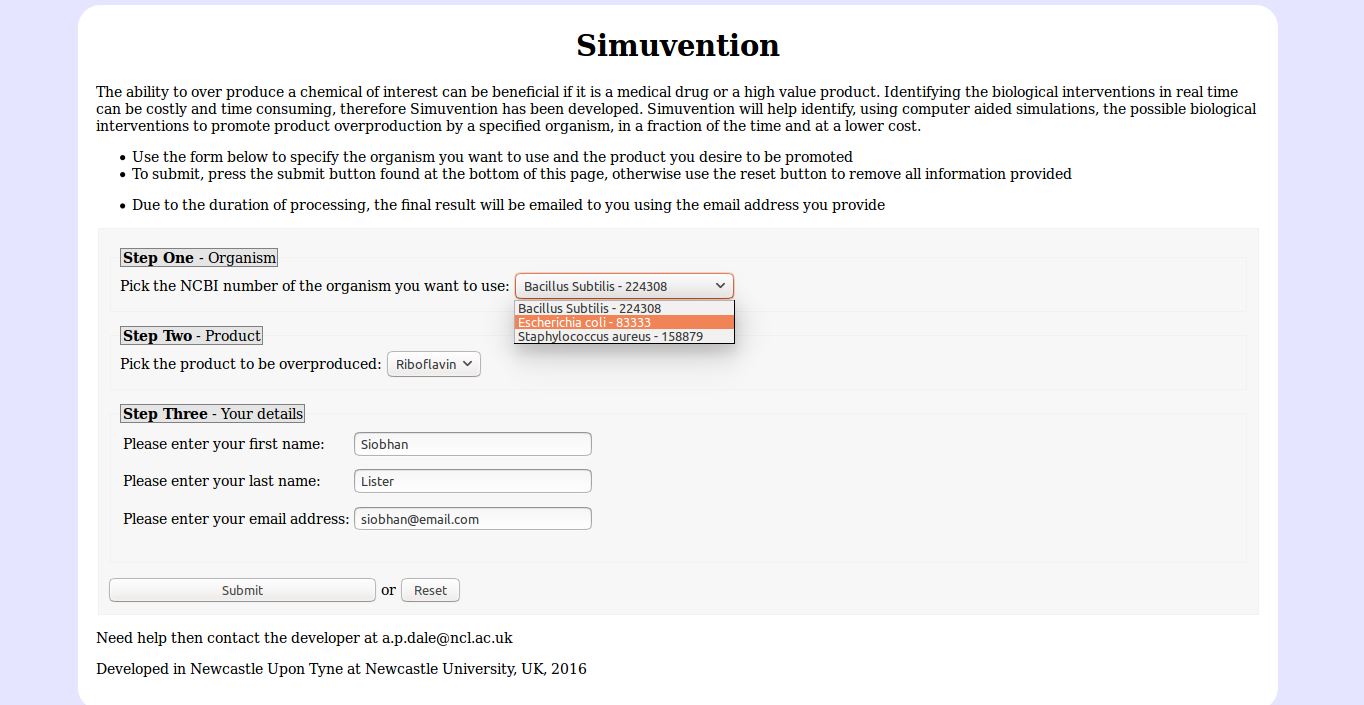 Simuvention
The ability to over produce a chemical of interest can be beneficial if it is a medical drug or a high value product. Identifying the biological interventions in real time
can be costly and time consuming, therefore Simuvention has been developed. Simuvention will help identify, using computer aided simulations, the possible biological
interventions to promote product overproduction by a specified organism, in a fraction of the time and at a lower cost.
• Use the form below to specify the organism you want to use and the product you desire to be promoted
• To submit, press the submit button found at the bottom of this page, otherwise use the reset button to remove all information provided
• Due to the duration of processing, the final result will be emailed to you using the email address you provide
Step One - Organism
Pick the NCBI number of the organism you want to use: Bacillus Subtilis - 224308
Bacillus Subtilis - 224308
Escherichia coli - 83333
Staphylococcus aureus - 158879
Step Two - Product
Pick the product to be overproduced: Riboflavin
Step Three - Your details
Please enter your first name: Siobhan
Please enter your last name: Lister
Please enter your email address: siobhan@email.com
Submit or Reset
Need help then contact the developer at a.p.dale@ncl.ac.uk
Developed in Newcastle Upon Tyne at Newcastle University, UK, 2016